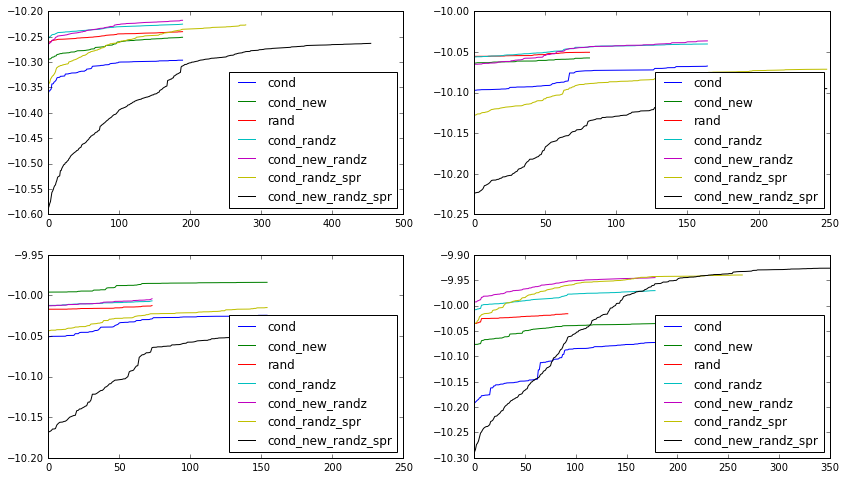 −10.20
−10.25
−10.30
−10.35
−10.40
−10.45
−10.50
−10.55
−10.60
0 100 200 300 400 500
cond
cond_new
rand
cond_randz
cond_new_randz
cond_randz_spr
cond_new_randz_spr
−10.00
−10.05
−10.10
−10.15
−10.20
−10.25
0 50 100 150 200 250
cond
cond_new
rand
cond_randz
cond_new_randz
cond_randz_spr
cond_new_randz_spr
−9.95
−10.00
−10.05
−10.10
−10.15
−10.20
0 50 100 150 200 250
cond
cond_new
rand
cond_randz
cond_new_randz
cond_randz_spr
cond_new_randz_spr
−9.90
−9.95
−10.00
−10.05
−10.10
−10.15
−10.20
−10.25
−10.30
0 50 100 150 200 250 300 350
cond
cond_new
rand
cond_randz
cond_new_randz
cond_randz_spr
cond_new_randz_spr